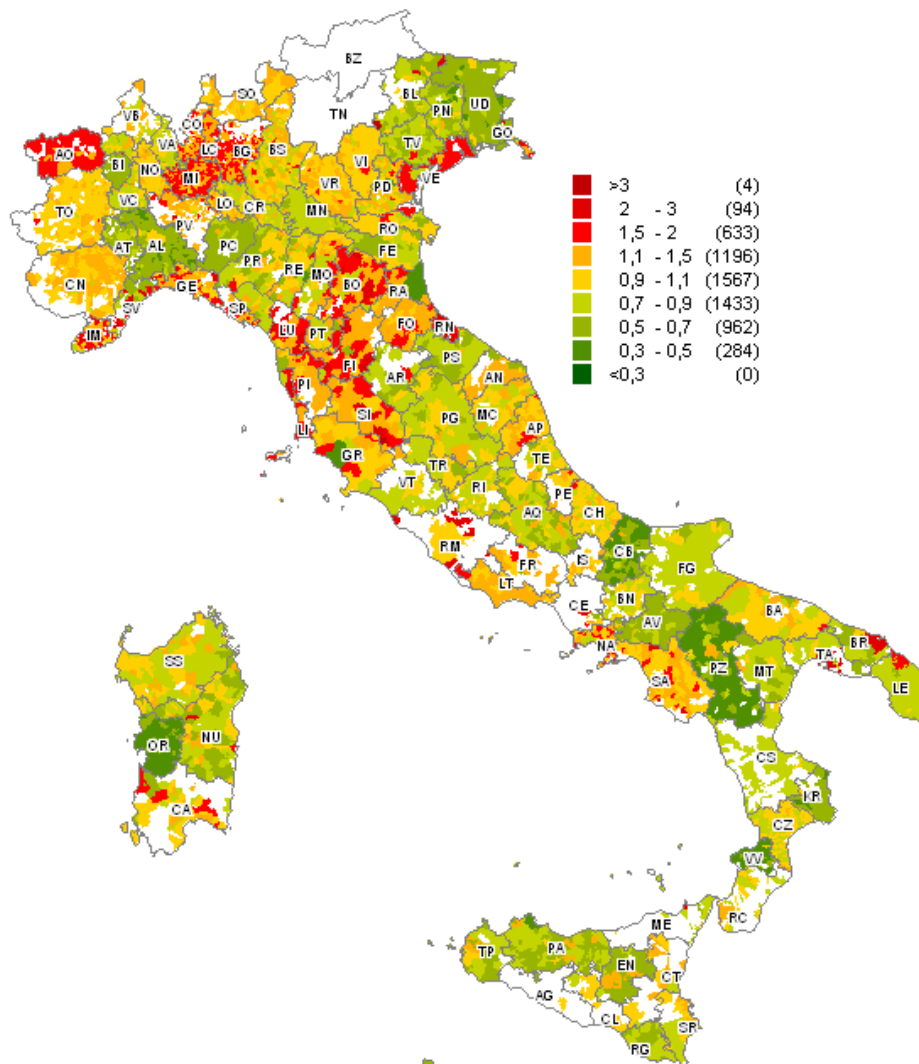 BZ
SO
BL
UD
PN
VB
CO
TN
GO
VA
LC
BG
BS
TV
AO
BI
NO
MI
VI
VE
VR
PD
TO
VC
LO
CR
MN
PV
RO
AT
AL
PC
FE
PR
RE
MO
CN
GE
BO
RA
SV
SP
LU
PT
FO
RN
IM
FI
PS
PI
AR
AN
SI
PG
MC
LI
AP
GR
TR
TE
VT
RI
PE
AQ
CH
RM
FR
IS
CB
FG
LT
CE
BN
BA
AV
NA
BR
SS
PZ
MT
TA
SA
LE
OR
NU
CS
KR
CA
CZ
VV
RC
ME
TP
PA
EN
CT
AG
CL
SR
RG
>3 (4)
2 - 3 (94)
1,5 - 2 (633)
1,1 - 1,5 (1196)
0,9 - 1,1 (1567)
0,7 - 0,9 (1433)
0,5 - 0,7 (962)
0,3 - 0,5 (284)
<0,3 (0)